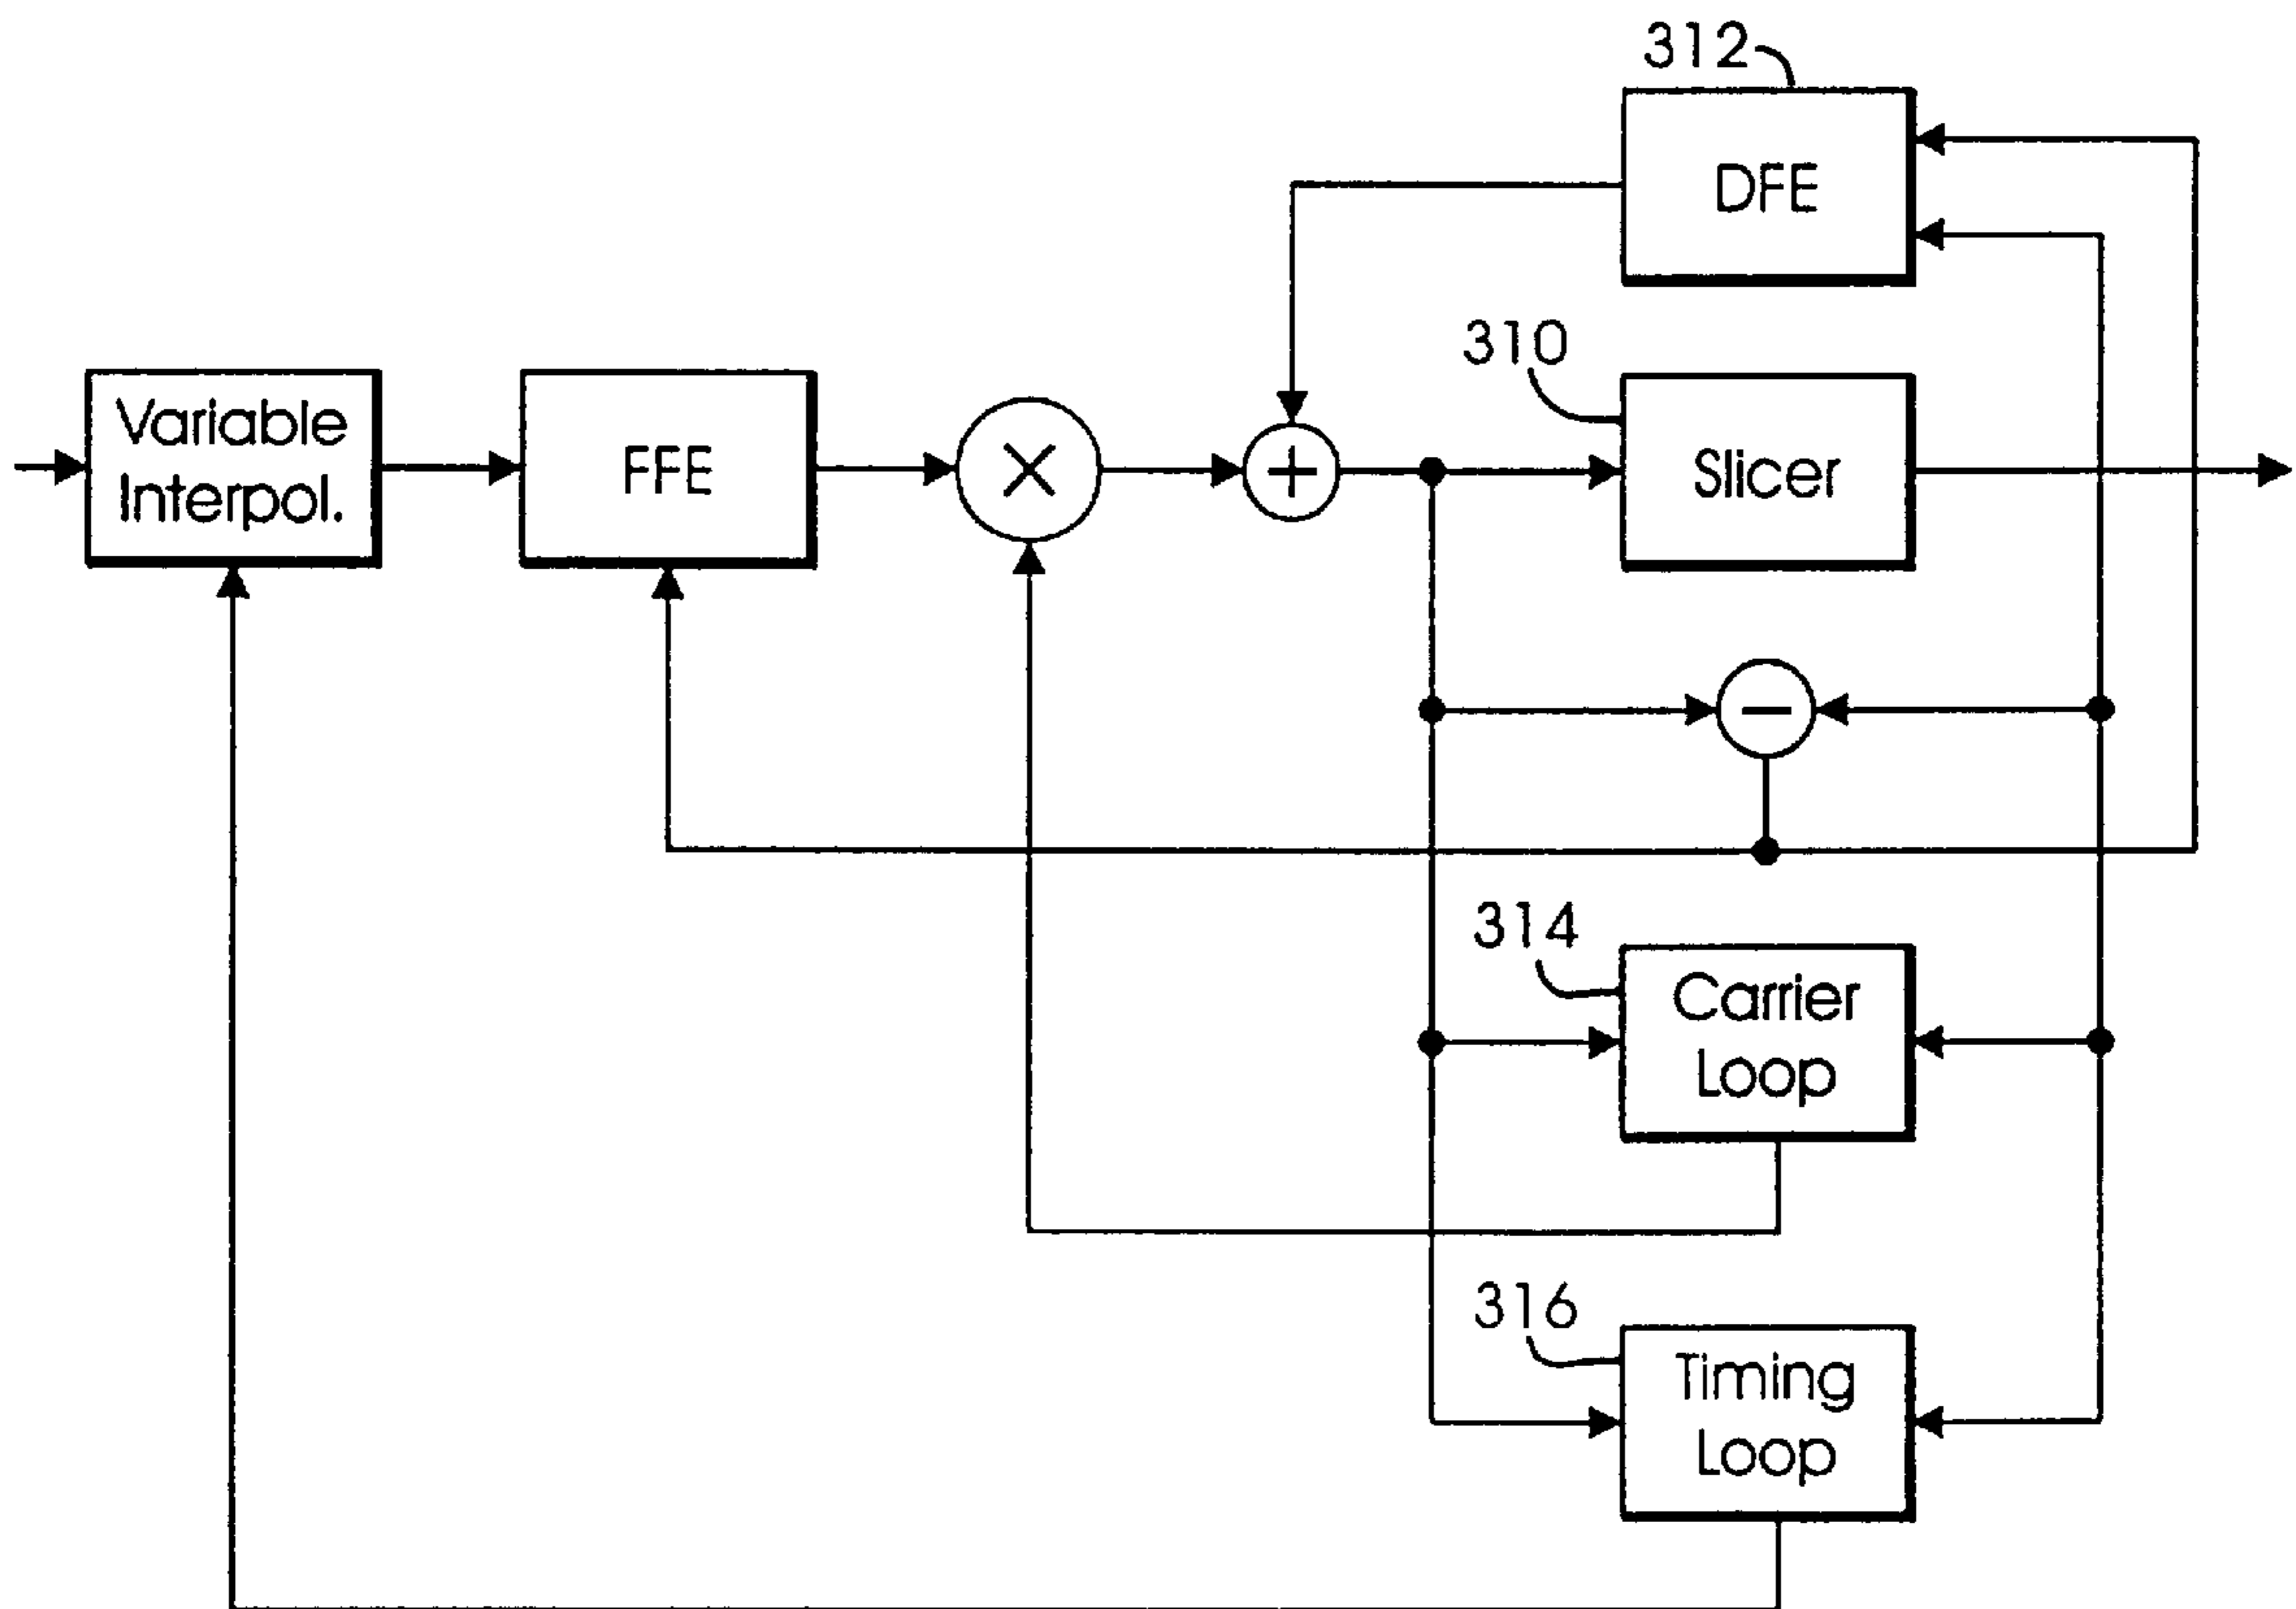 312
DFE
310
Variable
Interpol.
FFE
×
+
Slicer
−
314
Carrier
Loop
316
Timing
Loop